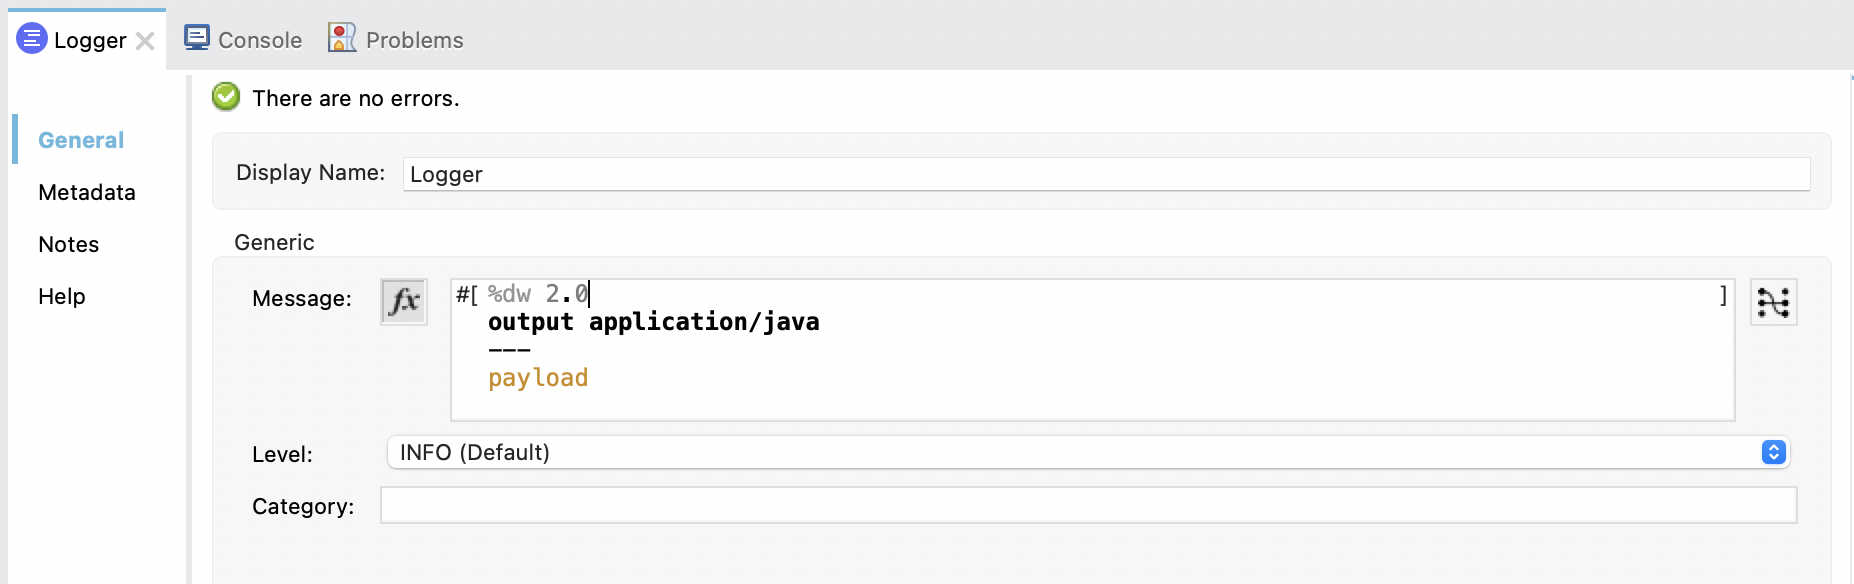 Logger
Console
Problems
There are no errors.
General
Metadata
Notes
Help
Display Name: Logger
Generic
Message: fx #[ %dw 2.0 ]
output application/java
---
payload
Level: INFO (Default)
Category: